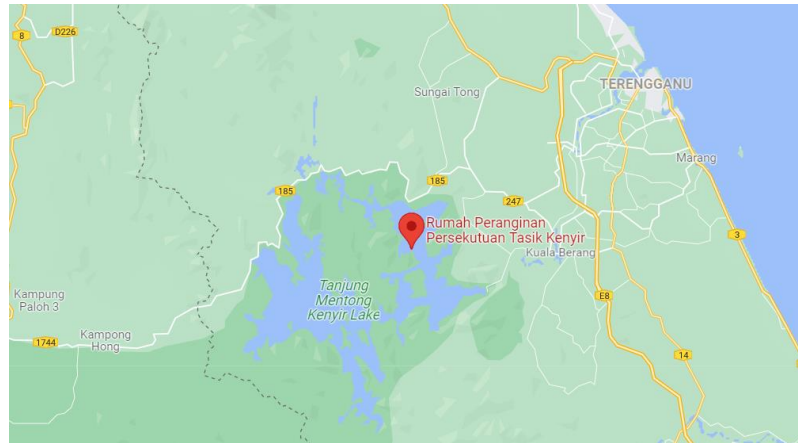 8
D226
Sungai Tong
TERENGGANU
Marang
185
185
247
Rumah Peranginan
Persekutuan Tasik Kenyir
3
Kuala Berang
Tanjung
Mentong
Kenyir Lake
Kampung
Paloh 3
E8
Kampong
Hong
1744
14